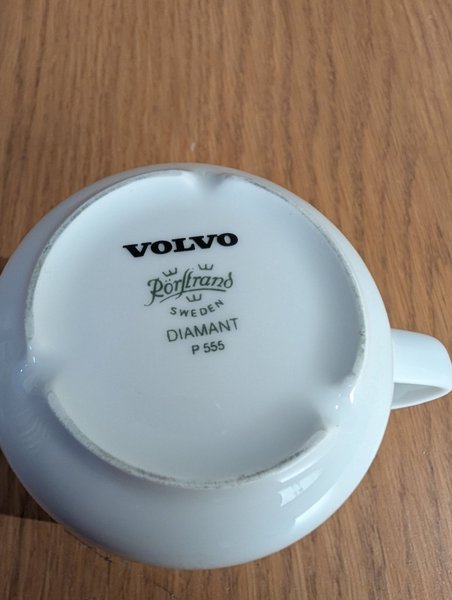 VOLVO
Rörstrand
SWEDEN
DIAMANT
P 555